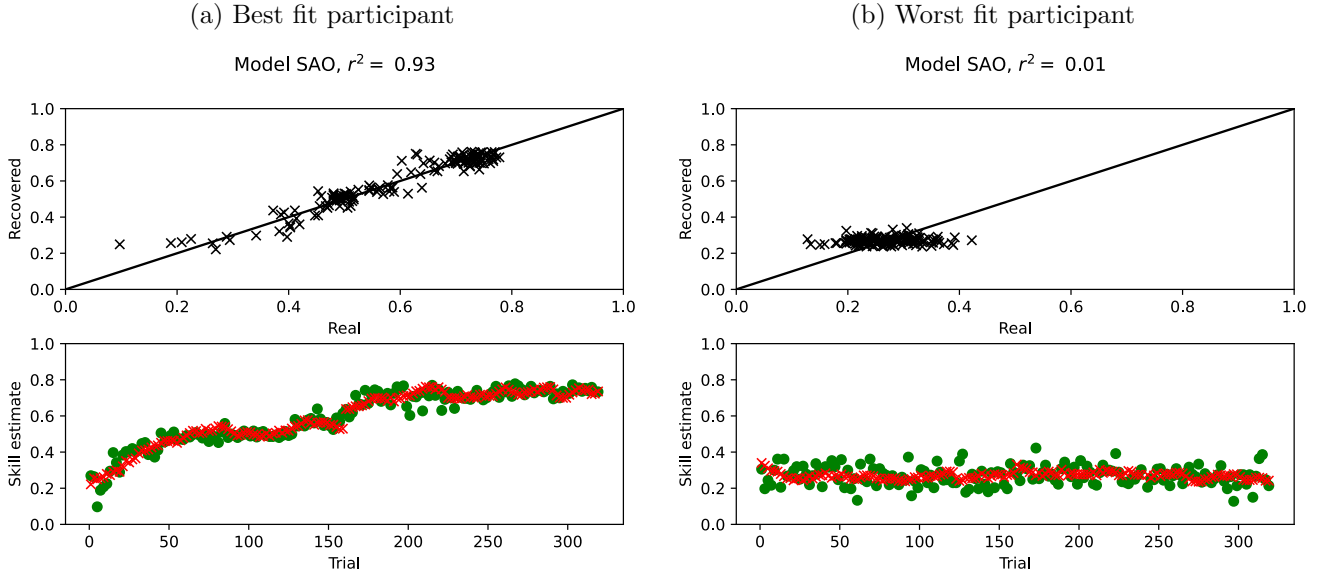 (a) Best fit participant
Model SAO, r² = 0.93
1.0
0.8
0.6
0.4
0.2
0.0
Recovered
0.0 0.2 0.4 0.6 0.8 1.0
Real
1.0
0.8
0.6
0.4
0.2
0.0
Skill estimate
0 50 100 150 200 250 300
Trial
(b) Worst fit participant
Model SAO, r² = 0.01
1.0
0.8
0.6
0.4
0.2
0.0
Recovered
0.0 0.2 0.4 0.6 0.8 1.0
Real
1.0
0.8
0.6
0.4
0.2
0.0
Skill estimate
0 50 100 150 200 250 300
Trial